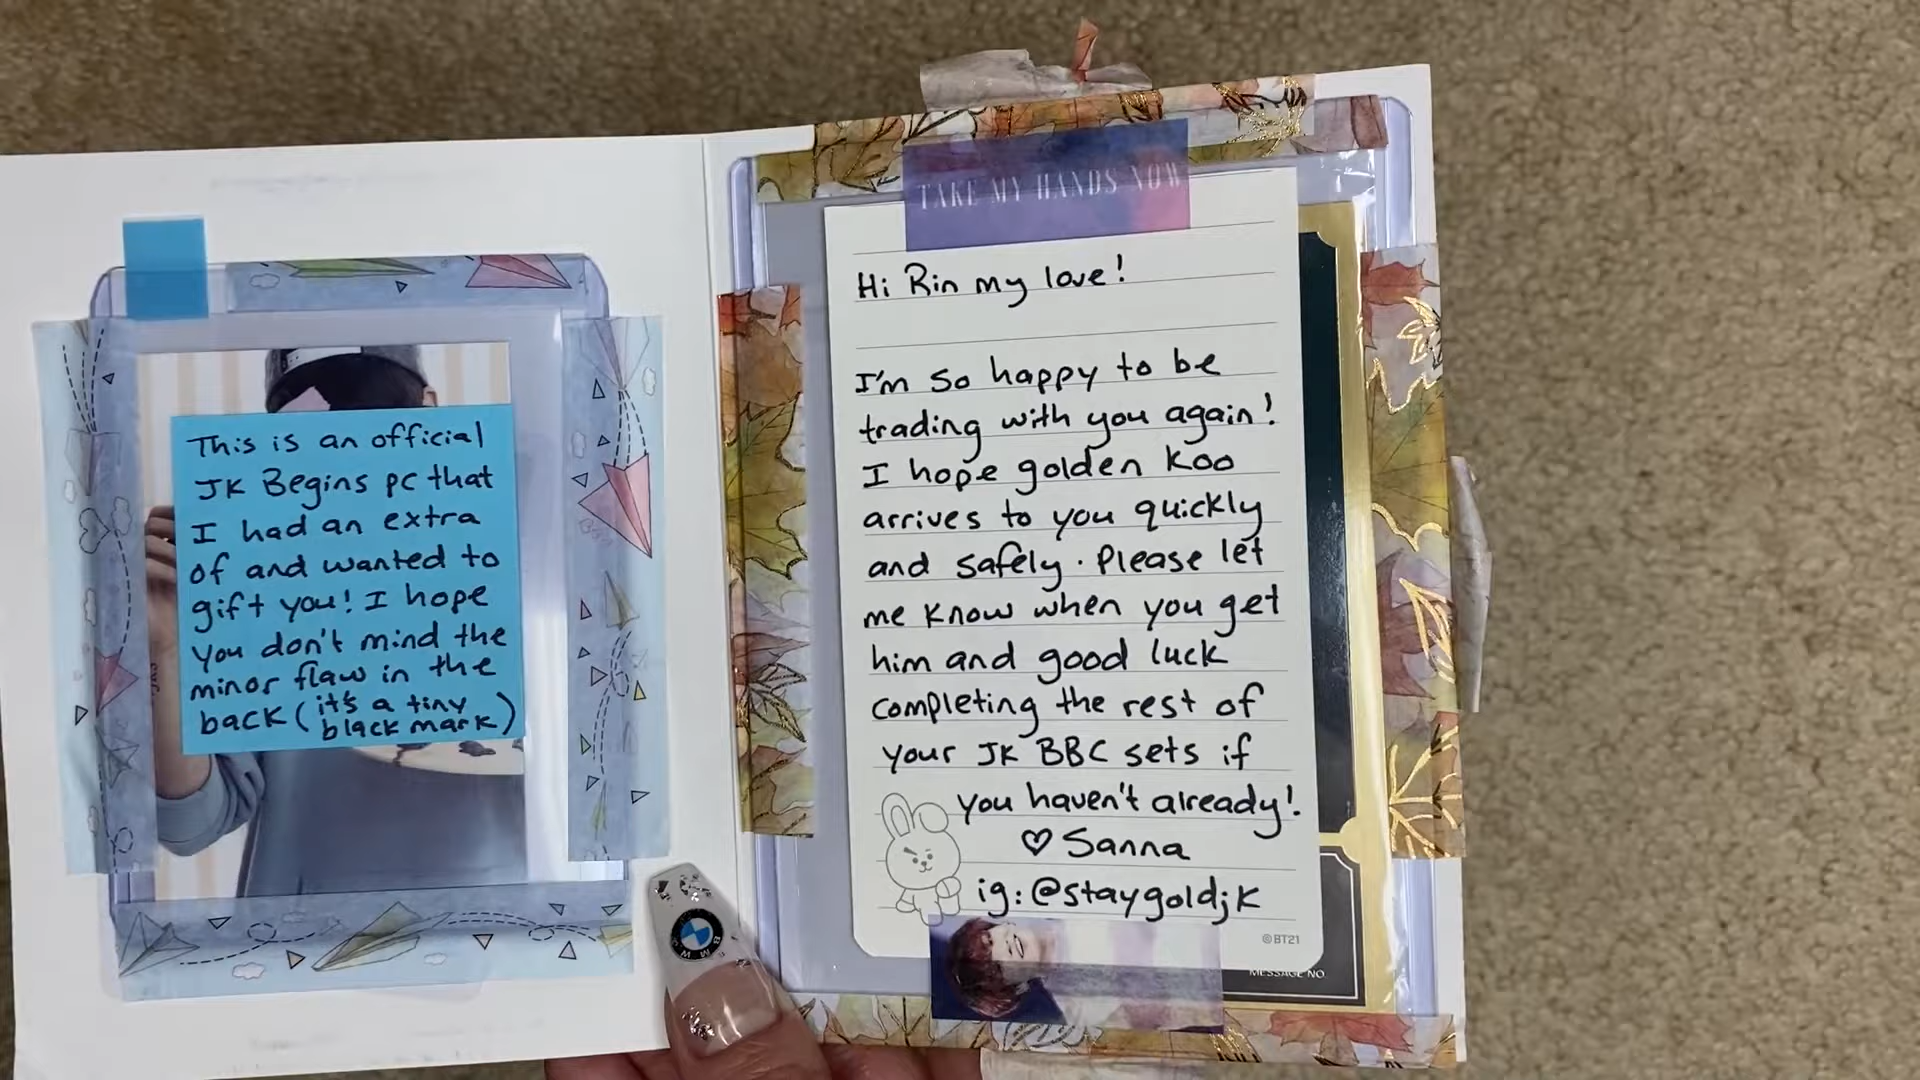 This is an official
JK Begins pc that
I had an extra
of and wanted to
gift you! I hope
you don't mind the
minor flaw in the
back (it's a tiny
black mark)
TAKE MY HANDS NOW
Hi Rin my love!
I'm so happy to be
trading with you again!
I hope golden Koo
arrives to you quickly
and safely. Please let
me know when you get
him and good luck
completing the rest of
your JK BBC sets if
you haven't already!
♡ Sanna
ig: @staygoldjk
©BT21
MESSAGE NO.
BMW